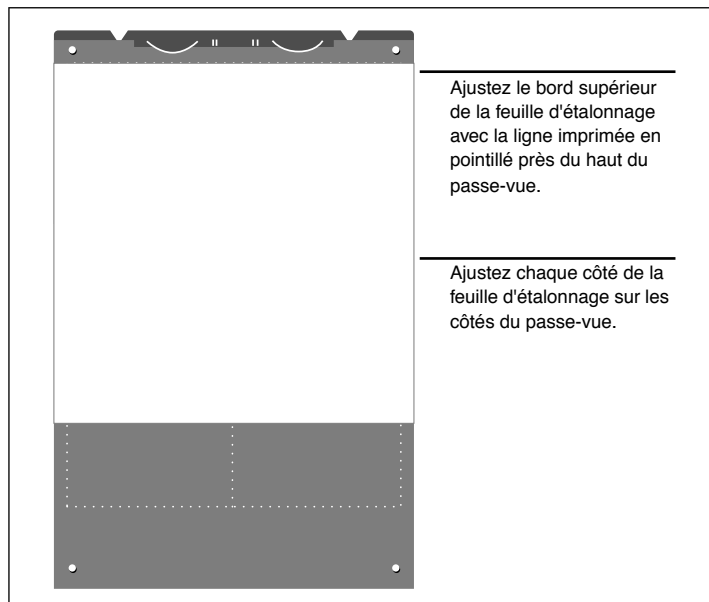 Ajustez le bord supérieur
de la feuille d'étalonnage
avec la ligne imprimée en
pointillé près du haut du
passe-vue.
Ajustez chaque côté de la
feuille d'étalonnage sur les
côtés du passe-vue.